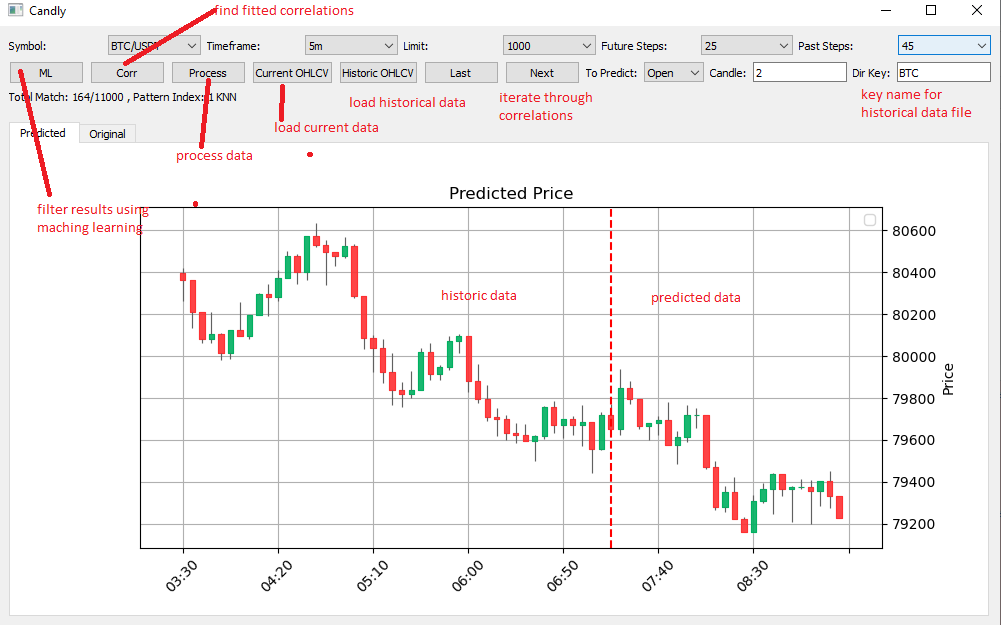 Candly
find fitted correlations
Symbol: BTC/USDT Timeframe: 5m Limit: 1000 Future Steps: 25 Past Steps: 45
ML Corr Process Current OHLCV Historic OHLCV Last Next To Predict: Open Candle: 2 Dir Key: BTC
Total Match: 164/11000 , Pattern Index: 1 KNN
load historical data
iterate through
correlations
key name for
historical data file
load current data
Predicted Original
process data
Predicted Price
filter results using
maching learning
historic data
predicted data
80600
80400
80200
80000
79800
79600
79400
79200
Price
03:30 04:20 05:10 06:00 06:50 07:40 08:30